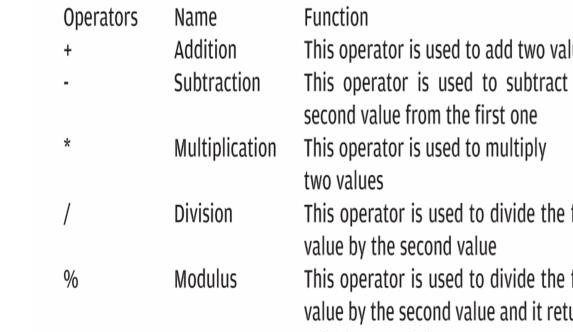 Operators Name Function
+ Addition This operator is used to add two
- Subtraction This operator is used to subtract
second value from the first one
* Multiplication This operator is used to multiply
two values
/ Division This operator is used to divide the
value by the second value
% Modulus This operator is used to divide the
value by the second value and it